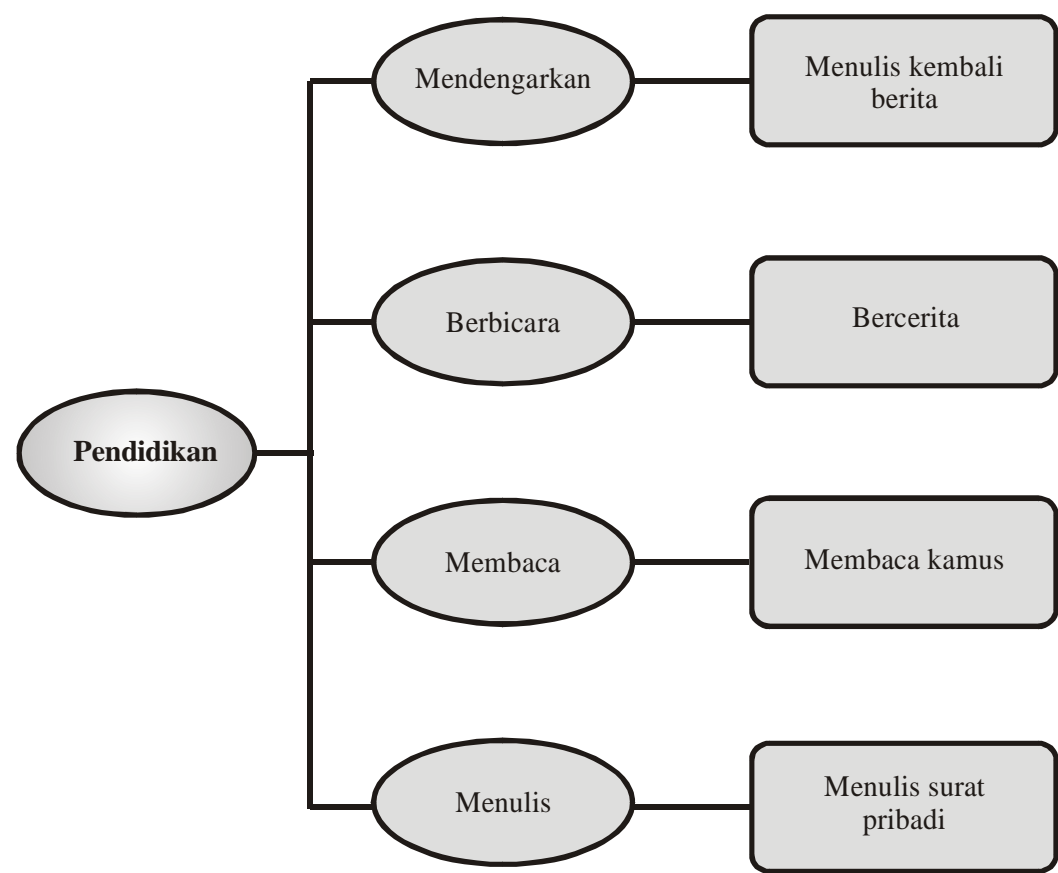 Mendengarkan
Menulis kembali
berita
Berbicara
Bercerita
Pendidikan
Membaca
Membaca kamus
Menulis
Menulis surat
pribadi